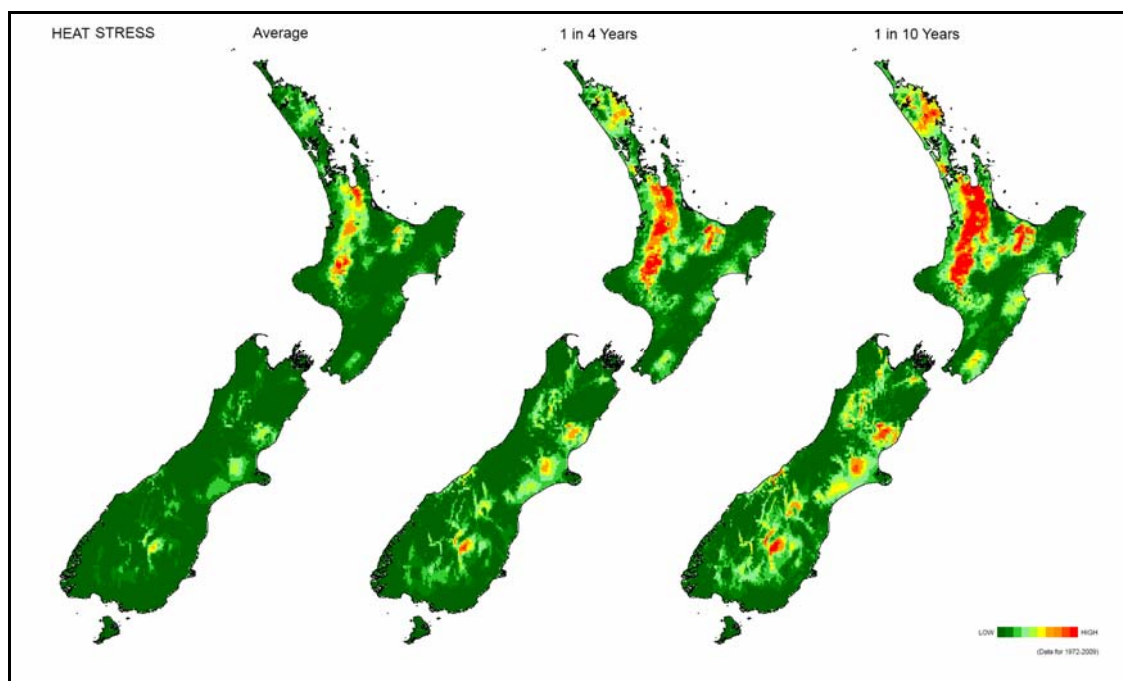 HEAT STRESS
Average
1 in 4 Years
1 in 10 Years
LOW HIGH
(Data for 1972-2009)